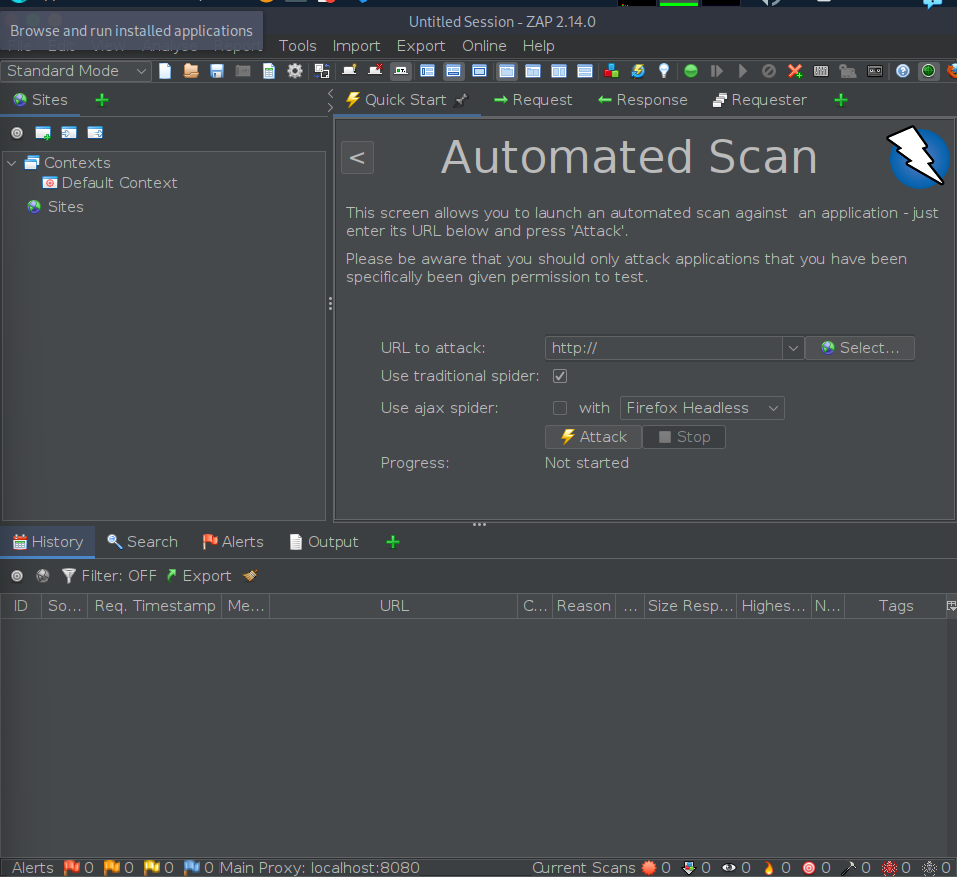 Untitled Session - ZAP 2.14.0
Browse and run installed applications
Tools Import Export Online Help
Standard Mode
Sites
Quick Start Request Response Requester
Contexts
Default Context
Sites
<
Automated Scan
This screen allows you to launch an automated scan against  an application - just
enter its URL below and press 'Attack'.
Please be aware that you should only attack applications that you have been
specifically been given permission to test.
URL to attack: http:// Select...
Use traditional spider:
Use ajax spider: with Firefox Headless
Attack Stop
Progress: Not started
History Search Alerts Output
Filter: OFF Export
ID So... Req. Timestamp Me... URL C... Reason ... Size Resp... Highes... N... Tags
Alerts 0 0 0 0 Main Proxy: localhost:8080 Current Scans 0 0 0 0 0 0 0 0